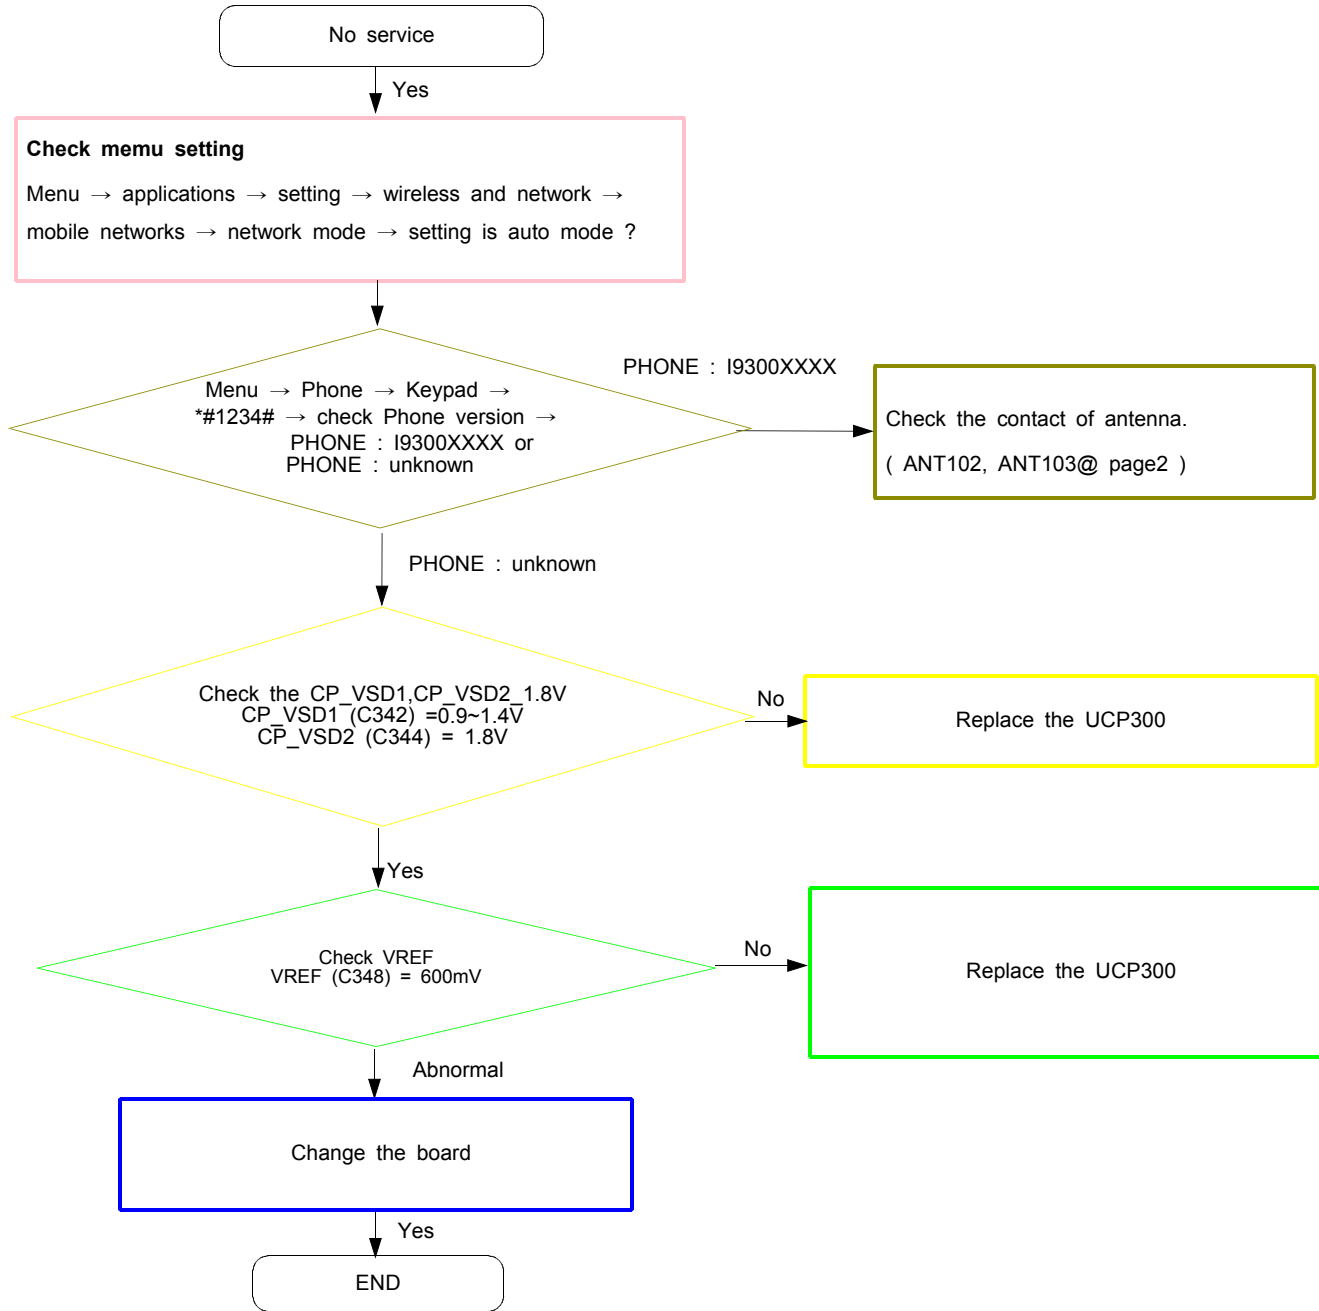 No service
Yes
Check memu setting
Menu → applications → setting → wireless and network →
mobile networks → network mode → setting is auto mode ?
PHONE : I9300XXXX
Menu → Phone → Keypad →
*#1234# → check Phone version →
PHONE : I9300XXXX or
PHONE : unknown
Check the contact of antenna.
( ANT102, ANT103@ page2 )
PHONE : unknown
Check the CP_VSD1,CP_VSD2_1.8V
CP_VSD1 (C342) =0.9~1.4V
CP_VSD2 (C344) = 1.8V
No
Replace the UCP300
Yes
Check VREF
VREF (C348) = 600mV
No
Replace the UCP300
Abnormal
Change the board
Yes
END